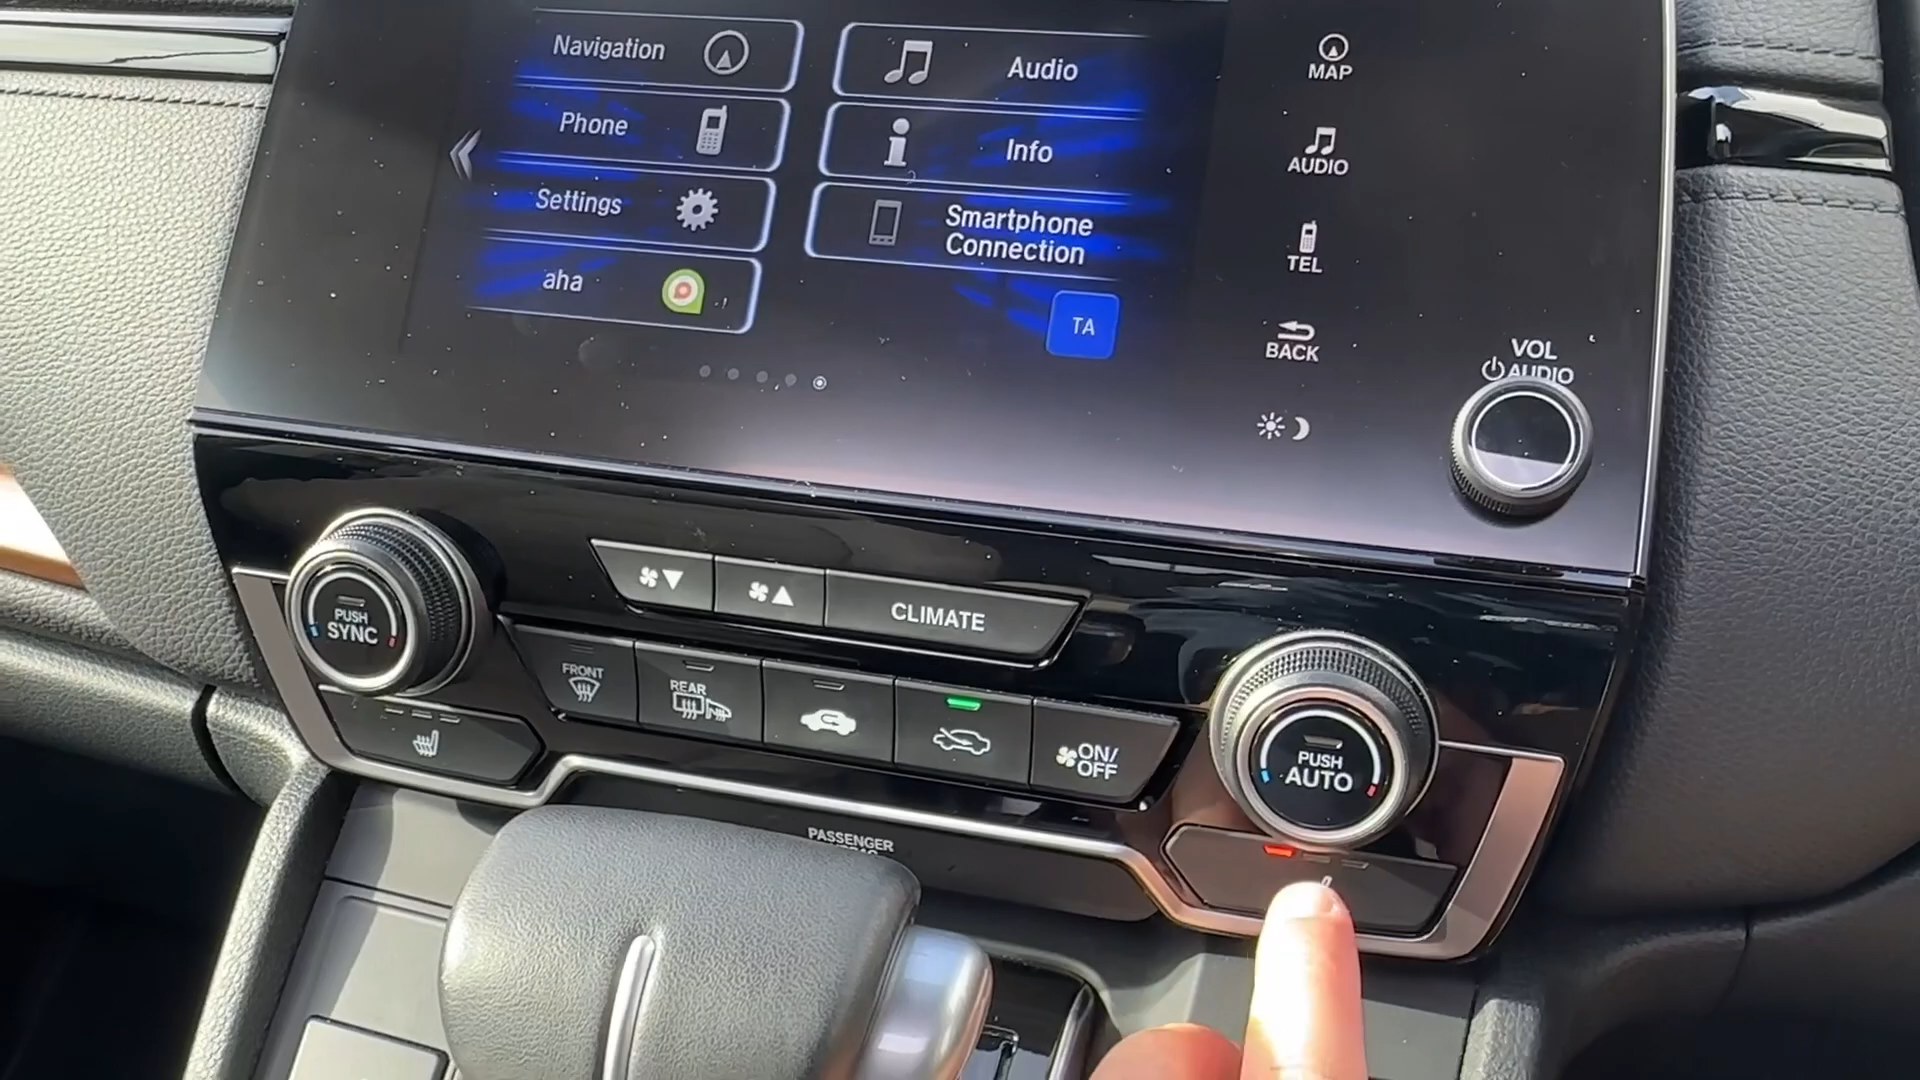 Navigation
Phone
Settings
aha
Audio
Info
Smartphone
Connection
TA
MAP
AUDIO
TEL
BACK
VOL
AUDIO
PUSH
SYNC
CLIMATE
FRONT
REAR
ON/
OFF
PUSH
AUTO
PASSENGER